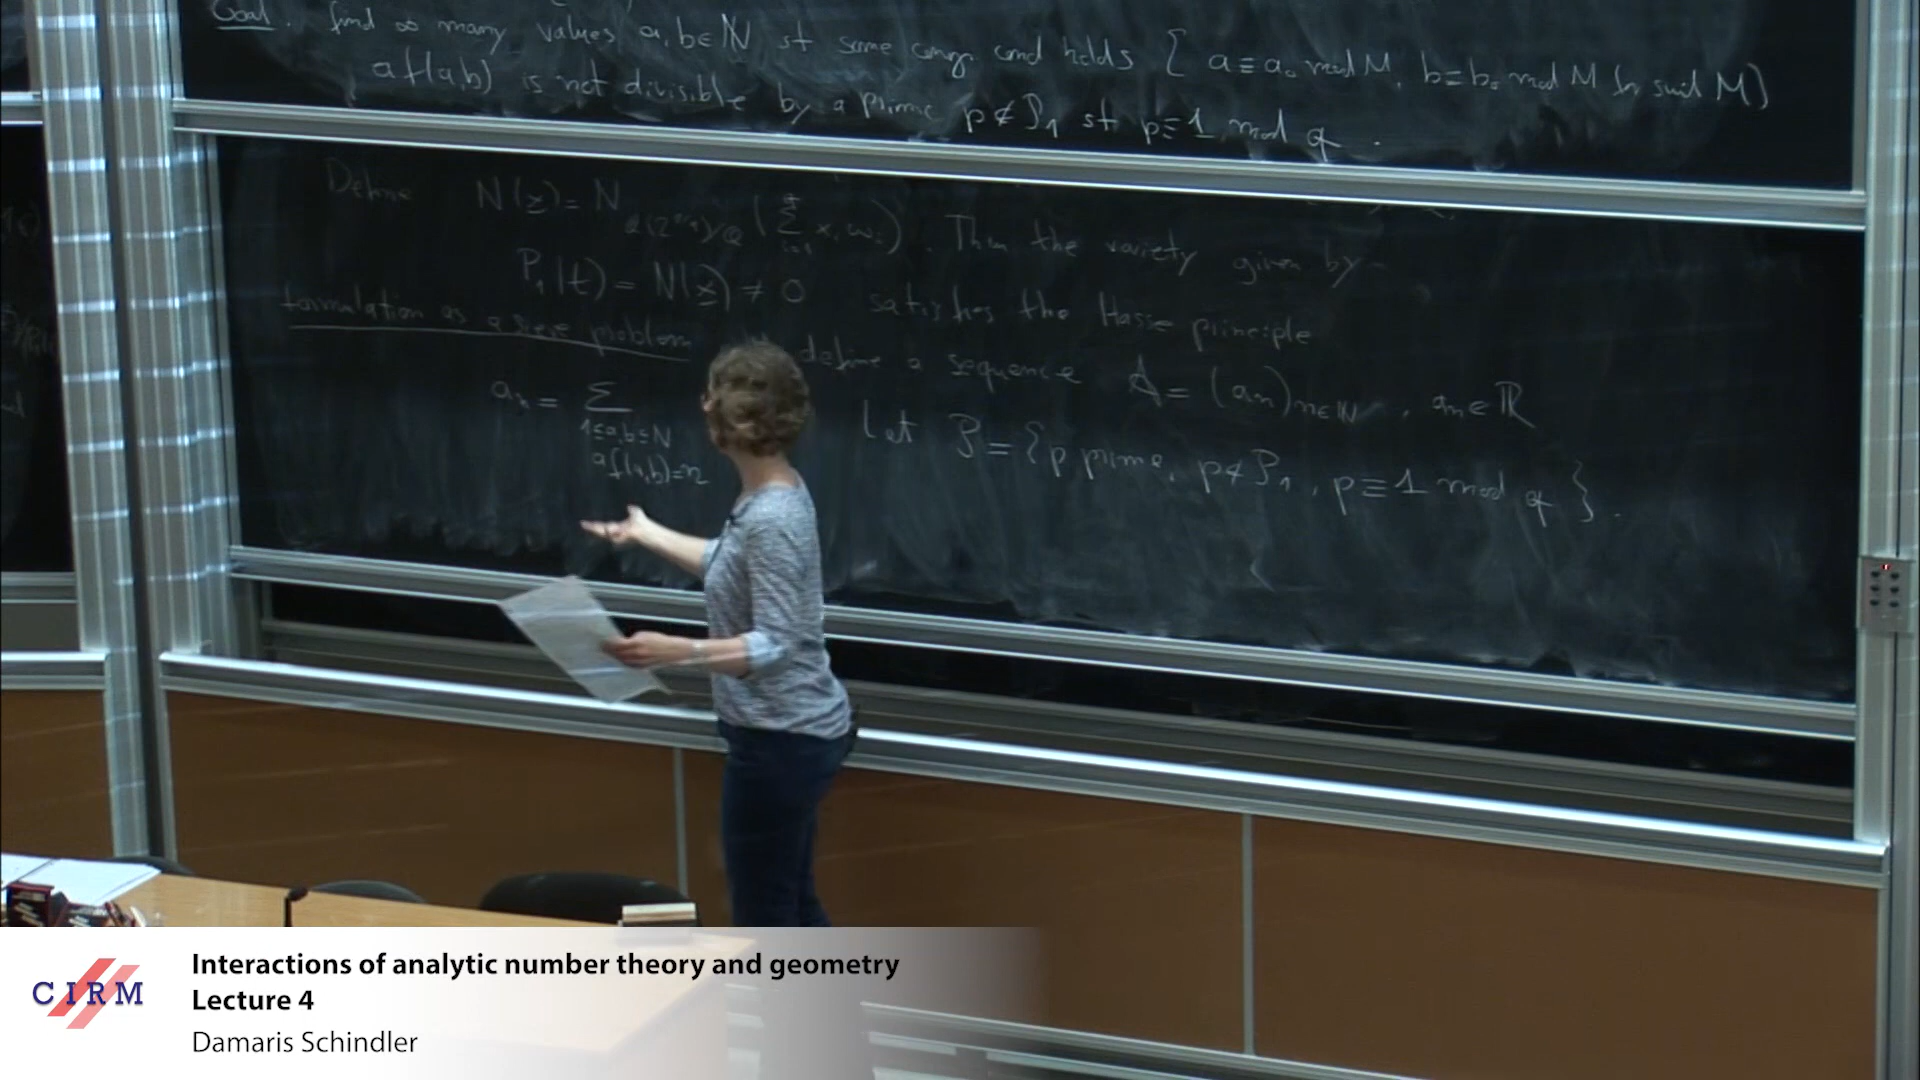 Goal. find ∞ many values a, b ∈ ℕ st some cong. cond holds [ a ≡ a₀ mod M, b ≡ b₀ mod M for suit M)
a f(a,b) is not divisible by a prime p ∉ 𝒫₁ st p ≡ 1 mod q.
Define N(x) = N ( Σ xᵢ ωᵢ ). Then the variety given by
P₁(t) = N(x) ≠ 0 satisfies the Hasse principle
formulation as a sieve problem define a sequence 𝒜 = (aₙ)n∈ℕ, aₙ ∈ ℝ
aₙ = Σ
1≤a,b≤N
a f(a,b)=n
Let 𝒫 = {p prime, p ∉ 𝒫₁, p ≡ 1 mod q}.
CIRM
Interactions of analytic number theory and geometry
Lecture 4
Damaris Schindler